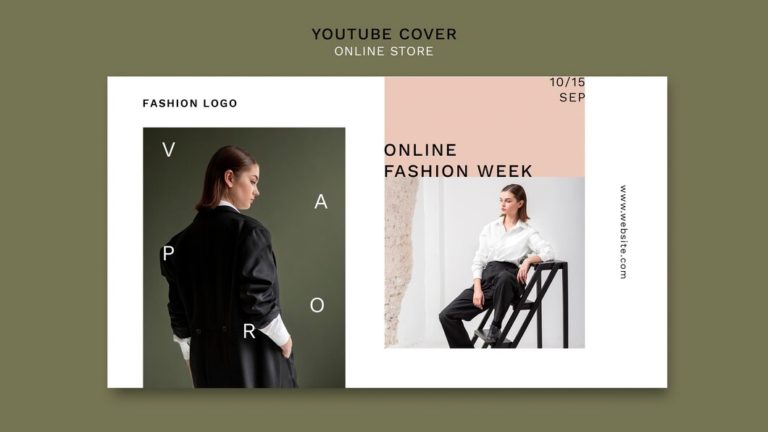 YOUTUBE COVER
ONLINE STORE
FASHION LOGO
V
A
P
O
R
10/15
SEP
ONLINE
FASHION WEEK
www.website.com